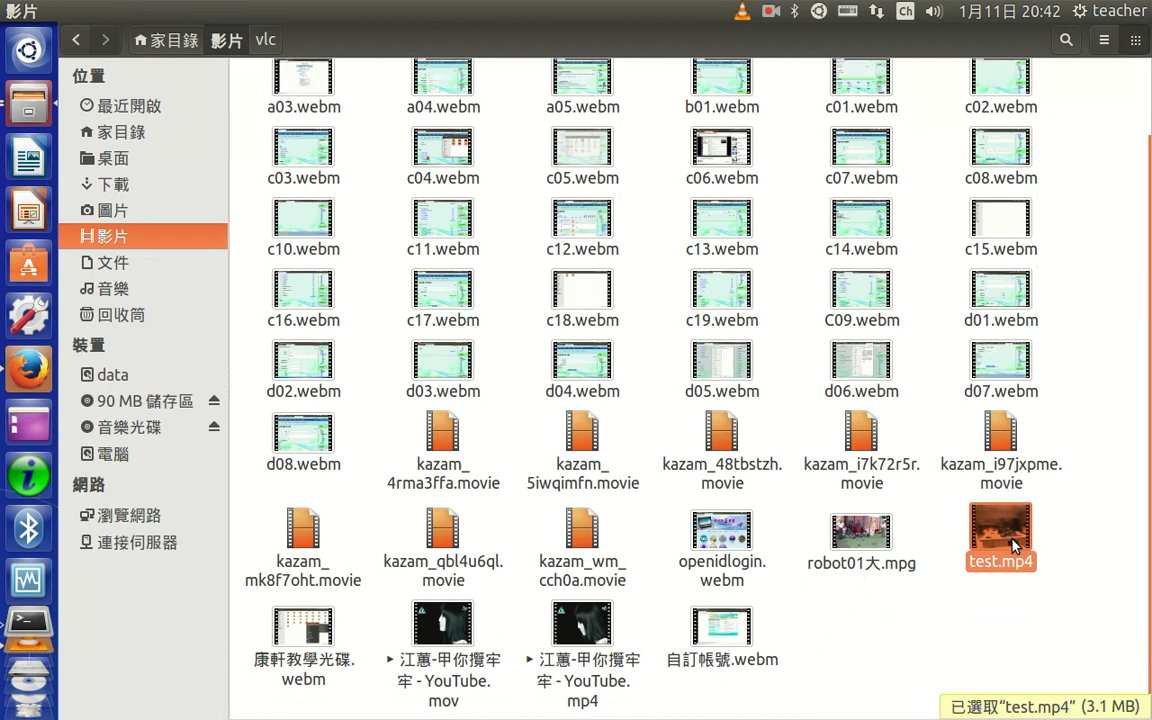 影片
Ch
1月11日 20:42
teacher
家目錄
影片
vlc
位置
最近開啟
家目錄
桌面
下載
圖片
影片
文件
音樂
回收筒
裝置
data
90 MB 儲存區
音樂光碟
電腦
網路
瀏覽網路
連接伺服器
a03.webm
a04.webm
a05.webm
b01.webm
c01.webm
c02.webm
c03.webm
c04.webm
c05.webm
c06.webm
c07.webm
c08.webm
c10.webm
c11.webm
c12.webm
c13.webm
c14.webm
c15.webm
c16.webm
c17.webm
c18.webm
c19.webm
C09.webm
d01.webm
d02.webm
d03.webm
d04.webm
d05.webm
d06.webm
d07.webm
d08.webm
kazam_
4rma3ffa.movie
kazam_
5iwqimfn.movie
kazam_48tbstzh.
movie
kazam_i7k72r5r.
movie
kazam_i97jxpme.
movie
kazam_
mk8f7oht.movie
kazam_qbl4u6ql.
movie
kazam_wm_
cch0a.movie
openidlogin.
webm
robot01大.mpg
test.mp4
康軒教學光碟.
webm
‣ 江蕙-甲你攬牢
牢 - YouTube.
mov
‣ 江蕙-甲你攬牢
牢 - YouTube.
mp4
自訂帳號.webm
已選取“test.mp4” (3.1 MB)